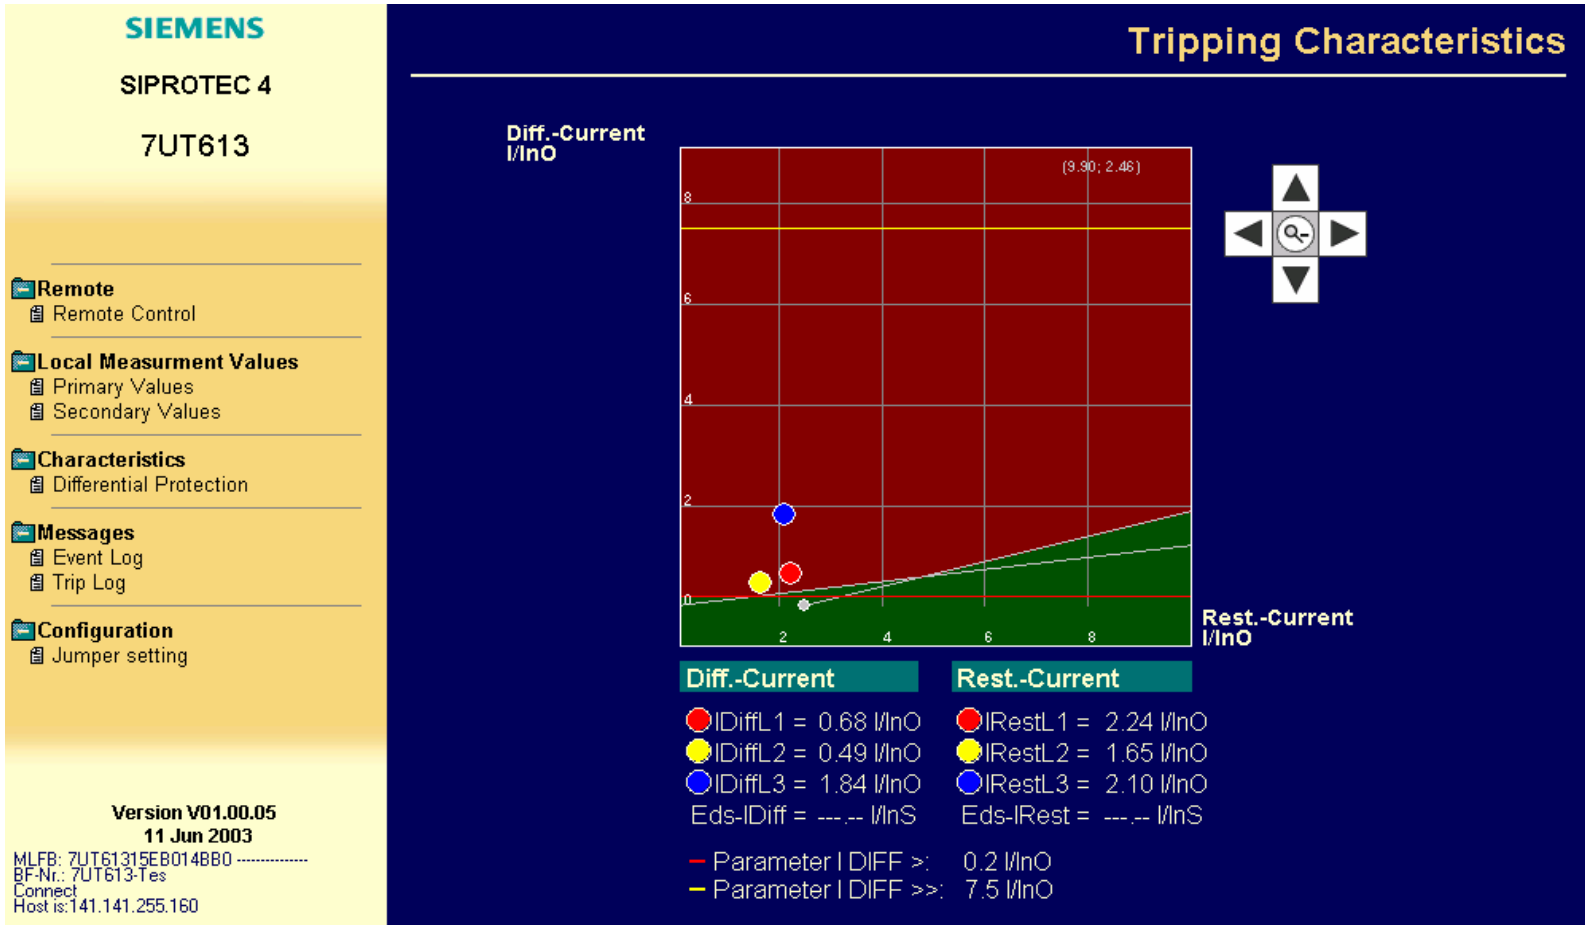 SIEMENS
SIPROTEC 4
7UT613
Remote
Remote Control
Local Measurment Values
Primary Values
Secondary Values
Characteristics
Differential Protection
Messages
Event Log
Trip Log
Configuration
Jumper setting
Version V01.00.05
11 Jun 2003
MLFB: 7UT61315EB014BB0 --------------
BF-Nr.: 7UT613-Tes
Connect
Host is:141.141.255.160
Tripping Characteristics
Diff.-Current
I/InO
(9.90; 2.46)
8
6
4
2
0
2 4 6 8
Rest.-Current
I/InO
Diff.-Current Rest.-Current
IDiffL1 = 0.68 I/InO IRestL1 = 2.24 I/InO
IDiffL2 = 0.49 I/InO IRestL2 = 1.65 I/InO
IDiffL3 = 1.84 I/InO IRestL3 = 2.10 I/InO
Eds-IDiff = ---.-- I/InS Eds-IRest = ---.-- I/InS
Parameter I DIFF >: 0.2 I/InO
Parameter I DIFF >>: 7.5 I/InO